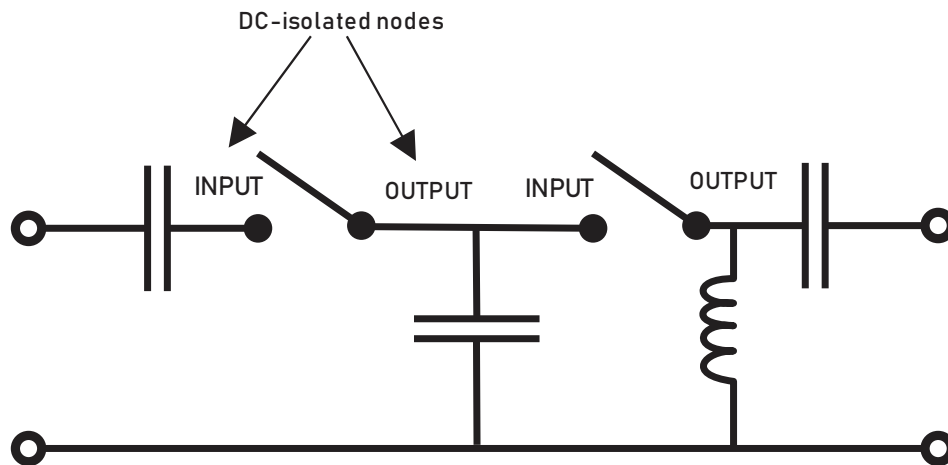 DC-isolated nodes
INPUT
OUTPUT
INPUT
OUTPUT